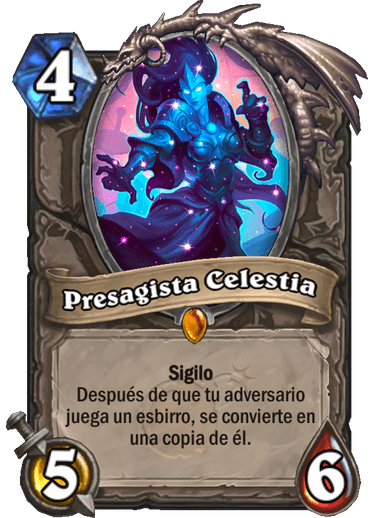 4
Presagista Celestia
Sigilo
Después de que tu adversario
juega un esbirro, se convierte en
una copia de él.
5
6